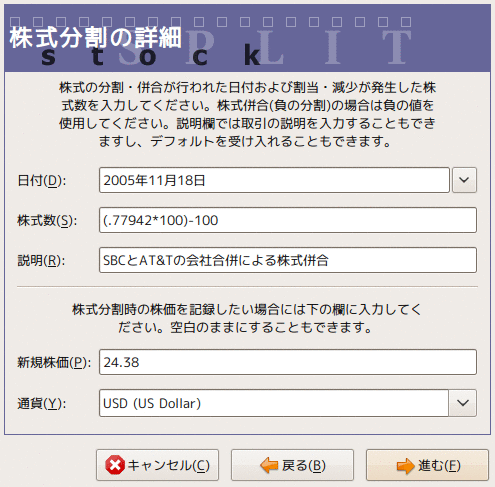 株式分割の詳細
stock SPLIT
株式の分割・併合が行われた日付および割当・減少が発生した株
式数を入力してください。株式併合(負の分割)の場合は負の値を
使用してください。説明欄では取引の説明を入力することもでき
ますし、デフォルトを受け入れることもできます。
日付(D): 2005年11月18日
株式数(S): (.77942*100)-100
説明(R): SBCとAT&Tの会社合併による株式併合
株式分割時の株価を記録したい場合には下の欄に入力してく
ださい。空白のままにすることもできます。
新規株価(P): 24.38
通貨(Y): USD (US Dollar)
キャンセル(C) 戻る(B) 進む(F)